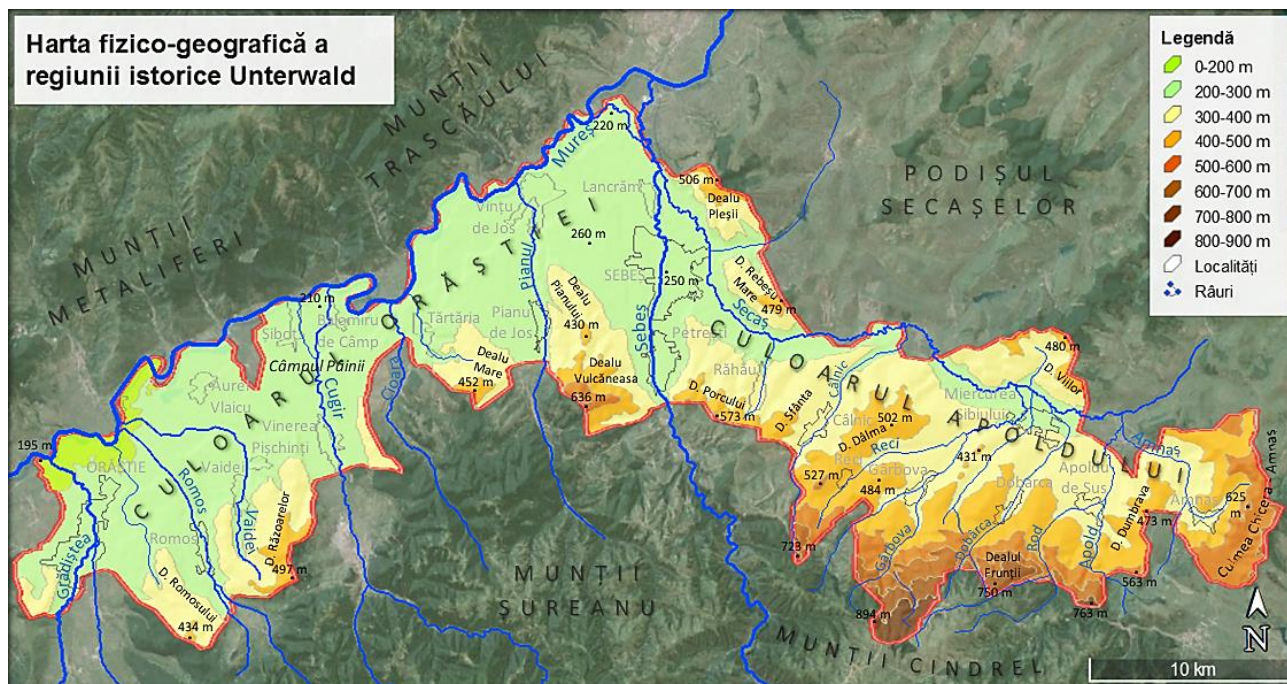 Harta fizico-geografică a
regiunii istorice Unterwald
Legendă
0-200 m
200-300 m
300-400 m
400-500 m
500-600 m
600-700 m
700-800 m
800-900 m
Localități
Râuri
MUNȚII
TRASCĂULUI
MUNȚII
METALIFERI
PODIȘUL
SECAȘELOR
MUNȚII
ȘUREANU
MUNȚII CINDREL
CULOARUL ORĂȘTIEI
CULOARUL APOLDULUI
220 m
Mureș
Lancrăm
506 m
Dealu
Pleșii
Vințu
de Jos
260 m
Pianul
SEBEȘ
250 m
D. Rebeșu
Mare
479 m
Secaș
Sebeș
210 m
Balomiru
de Câmp
Șibot
Câmpul Pâinii
Cugir
Cioara
Tărtăria
Pianu
de Jos
Dealu
Pianului
430 m
Dealu
Mare
452 m
Dealu
Vulcăneasa
636 m
Petrești
Răhău
D. Porcului
573 m
D. Sfânta
Câlnic
Câlnic
502 m
D. Dâlma
480 m
D. Viilor
Miercurea
Sibiului
Aurel
Vlaicu
Vinerea
Pișchinți
Vaidei
195 m
ORĂȘTIE
Romos
Vaidei
D. Răzoarelor
497 m
Romos
D. Romosului
434 m
Grădiștea
Reci
Reci
527 m
Gârbova
484 m
431 m
Dobârca
Apoldu
de Sus
Amnaș
Amnaș
625
m
Culmea Chicera Amnaș
473 m
D. Dumbrava
723 m
Gârbova
Dobârca
Rod
Apold
Dealul
Frunții
750 m
563 m
763 m
894 m
N
10 km